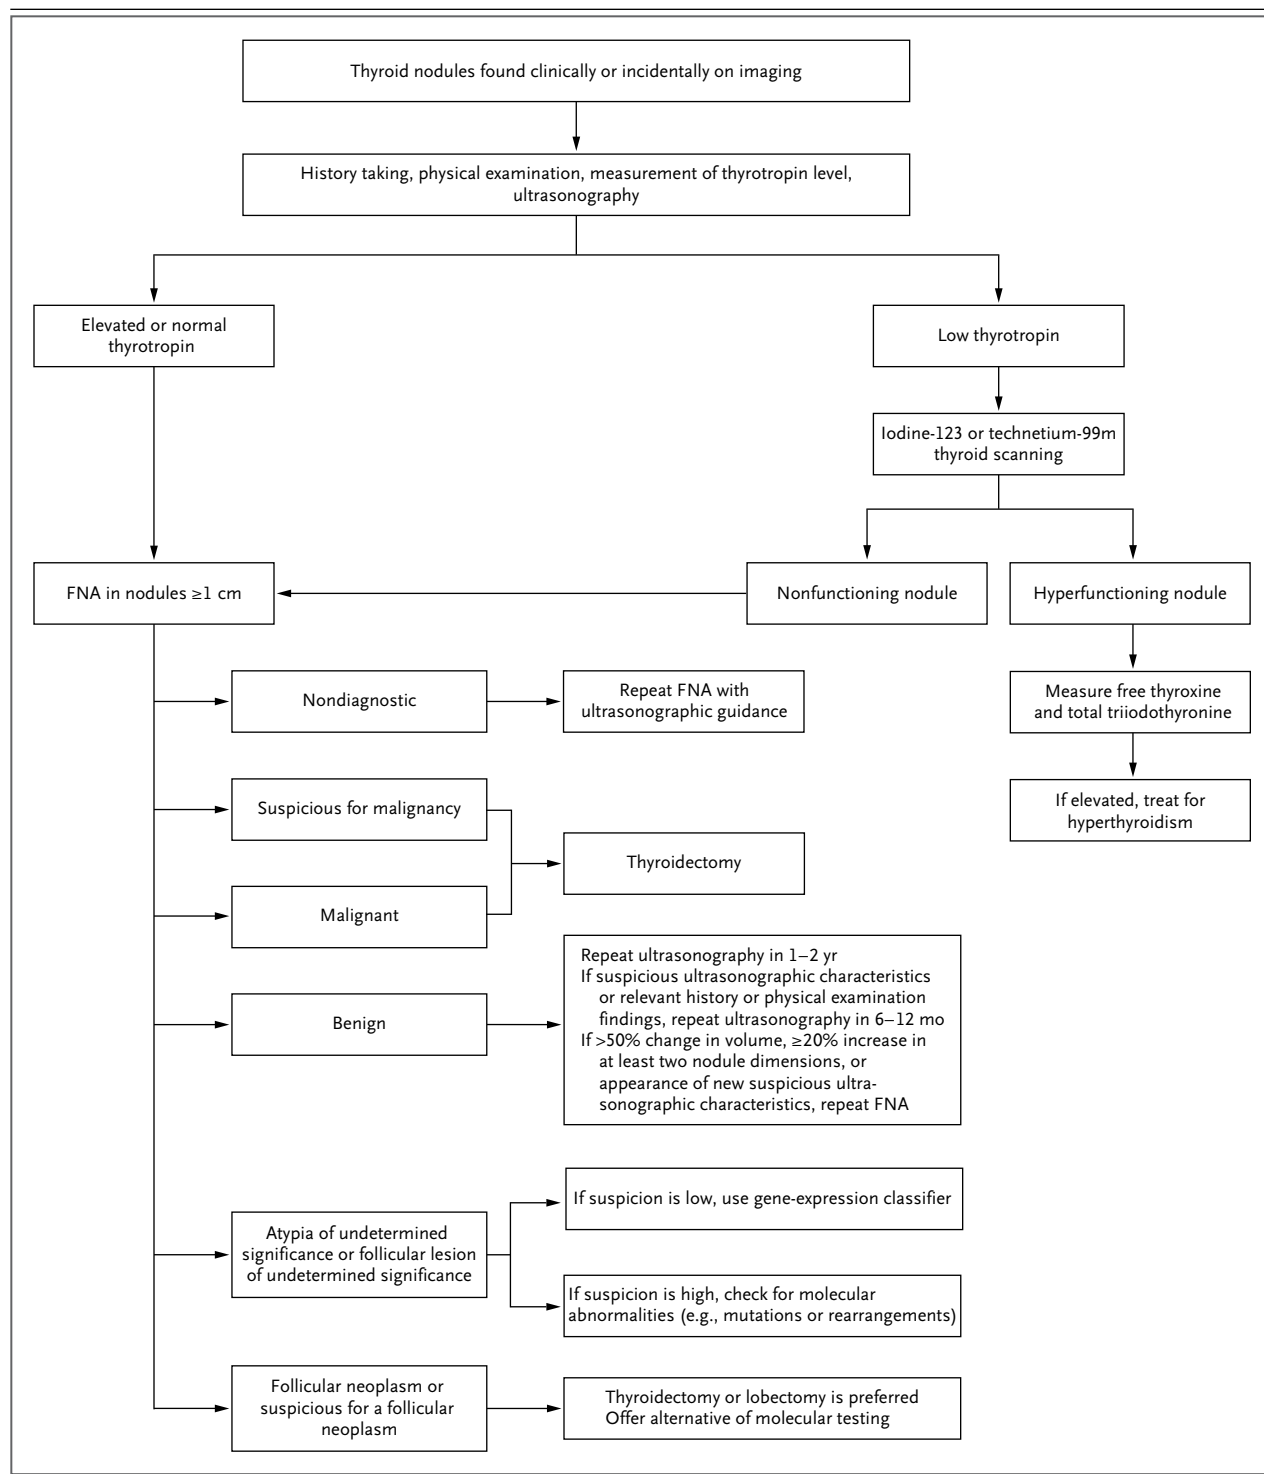 Thyroid nodules found clinically or incidentally on imaging
History taking, physical examination, measurement of thyrotropin level,
ultrasonography
Elevated or normal
thyrotropin
Low thyrotropin
Iodine-123 or technetium-99m
thyroid scanning
FNA in nodules ≥1 cm
Nonfunctioning nodule
Hyperfunctioning nodule
Nondiagnostic
Repeat FNA with
ultrasonographic guidance
Measure free thyroxine
and total triiodothyronine
Suspicious for malignancy
If elevated, treat for
hyperthyroidism
Thyroidectomy
Malignant
Benign
Repeat ultrasonography in 1–2 yr
If suspicious ultrasonographic characteristics
or relevant history or physical examination
findings, repeat ultrasonography in 6–12 mo
If >50% change in volume, ≥20% increase in
at least two nodule dimensions, or
appearance of new suspicious ultra-
sonographic characteristics, repeat FNA
Atypia of undetermined
significance or follicular lesion
of undetermined significance
If suspicion is low, use gene-expression classifier
If suspicion is high, check for molecular
abnormalities (e.g., mutations or rearrangements)
Follicular neoplasm or
suspicious for a follicular
neoplasm
Thyroidectomy or lobectomy is preferred
Offer alternative of molecular testing